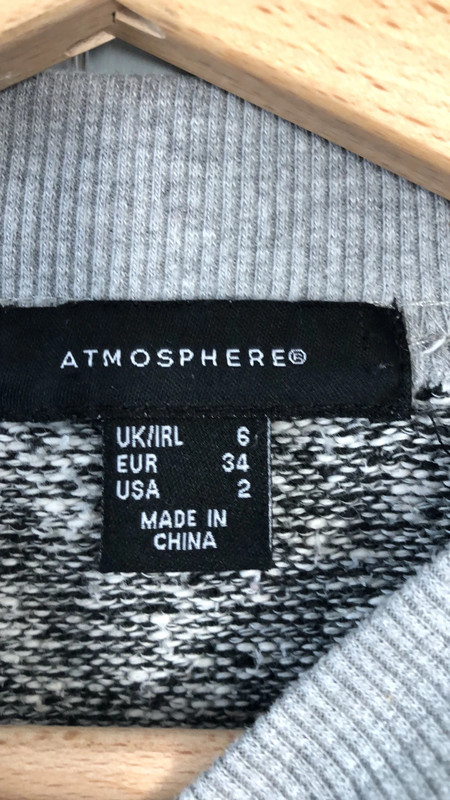 ATMOSPHERE®
UK/IRL 6
EUR 34
USA 2
MADE IN
CHINA